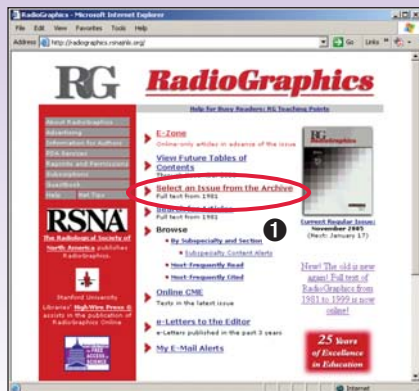 RadioGraphics - Microsoft Internet Explorer
File Edit View Favorites Tools Help
Address http://radiographics.rsnajnls.org/ Go Links
RG RadioGraphics
Help for Busy Readers: RG Teaching Points
About RadioGraphics
Advertising
Information for Authors
RSNA Services
Reprints and Permissions
Subscriptions
Guestbook
Help Net Tips
RSNA
The Radiological Society of
North America publishes
RadioGraphics.
Stanford University
Libraries' HighWire Press ®
assists in the publication of
RadioGraphics Online
E-Zone
Online-only articles in advance of the issue
View Future Tables of
Contents
Select an Issue from the Archive
Full text from 1981
Full text from 1981
Browse
By Subspecialty and Section
Subspecialty Content Alerts
Most-Frequently Read
Most-Frequently Cited
Online CME
Tests in the latest issue
e-Letters to the Editor
e-Letters published in the past 3 years
My E-Mail Alerts
1
RG
RadioGraphics
Current Regular Issue:
November 2005
(Next: January 17)
New! The old is new
again! Full text of
RadioGraphics from
1981 to 1999 is now
online!
25 Years
of Excellence
in Education
Internet